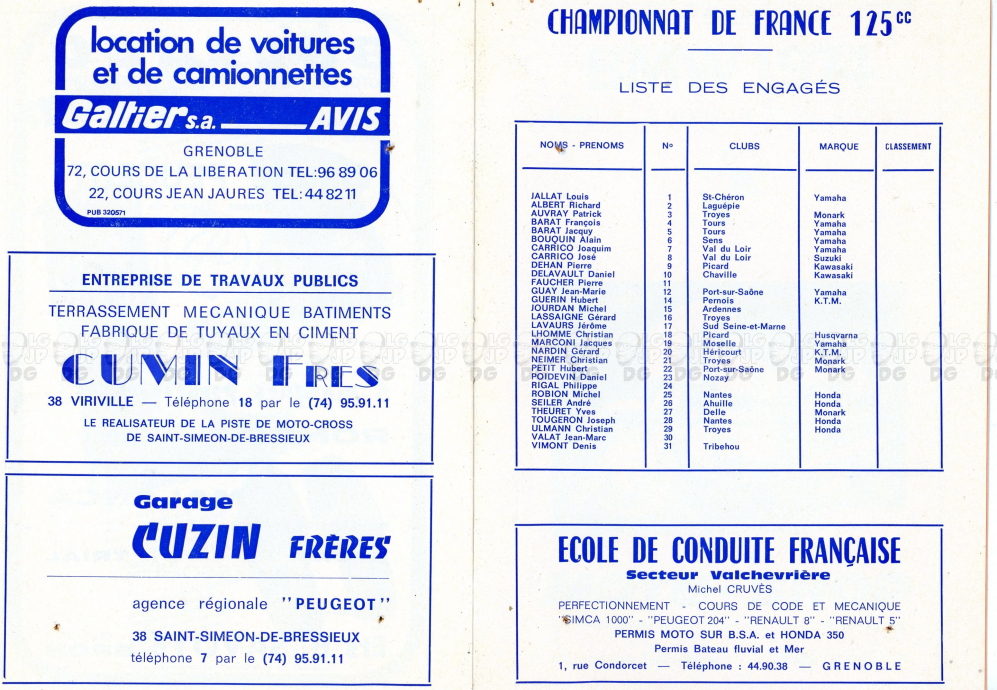 location de voitures
et de camionnettes
Galtier s.a. AVIS
GRENOBLE
72, COURS DE LA LIBERATION TEL:96 89 06
22, COURS JEAN JAURES TEL:44 82 11
PUB 320571
ENTREPRISE DE TRAVAUX PUBLICS
TERRASSEMENT MECANIQUE BATIMENTS
FABRIQUE DE TUYAUX EN CIMENT
CUMIN FRES
38 VIRIVILLE — Téléphone 18 par le (74) 95.91.11
LE REALISATEUR DE LA PISTE DE MOTO-CROSS
DE SAINT-SIMEON-DE-BRESSIEUX
Garage
CUZIN FRÈRES
agence régionale "PEUGEOT"
38 SAINT-SIMEON-DE-BRESSIEUX
téléphone 7 par le (74) 95.91.11
CHAMPIONNAT DE FRANCE 125cc
LISTE DES ENGAGÉS
NOMS - PRENOMS No CLUBS MARQUE CLASSEMENT
JALLAT Louis 1 St-Chéron Yamaha
ALBERT Richard 2 Laguépie
AUVRAY Patrick 3 Troyes Monark
BARAT François 4 Tours Yamaha
BARAT Jacquy 5 Tours Yamaha
BOUQUIN Alain 6 Sens Yamaha
CARRICO Joaquim 7 Val du Loir Yamaha
CARRICO José 8 Val du Loir Suzuki
DEHAN Pierre 9 Picard Kawasaki
DELAVAULT Daniel 10 Chaville Kawasaki
FAUCHER Pierre 11
GUAY Jean-Marie 12 Port-sur-Saône Yamaha
GUERIN Hubert 14 Pernois K.T.M.
JOURDAN Michel 15 Ardennes
LASSAIGNE Gérard 16 Troyes
LAVAURS Jérôme 17 Sud Seine-et-Marne
LHOMME Christian 18 Picard Husqvarna
MARCONI Jacques 19 Moselle Yamaha
NARDIN Gérard 20 Héricourt K.T.M.
NEMER Christian 21 Troyes Monark
PETIT Hubert 22 Port-sur-Saône Monark
POIDEVIN Daniel 23 Nozay
RIGAL Philippe 24
ROBION Michel 25 Nantes Honda
SEILER André 26 Ahuille Honda
THEURET Yves 27 Delle Monark
TOUGERON Joseph 28 Nantes Honda
ULMANN Christian 29 Troyes Honda
VALAT Jean-Marc 30
VIMONT Denis 31 Tribehou
ECOLE DE CONDUITE FRANÇAISE
Secteur Valchevrière
Michel CRUVÈS
PERFECTIONNEMENT - COURS DE CODE ET MECANIQUE
"SIMCA 1000" - "PEUGEOT 204" - "RENAULT 8" - "RENAULT 5"
PERMIS MOTO SUR B.S.A. et HONDA 350
Permis Bateau fluvial et Mer
1, rue Condorcet — Téléphone : 44.90.38 — GRENOBLE